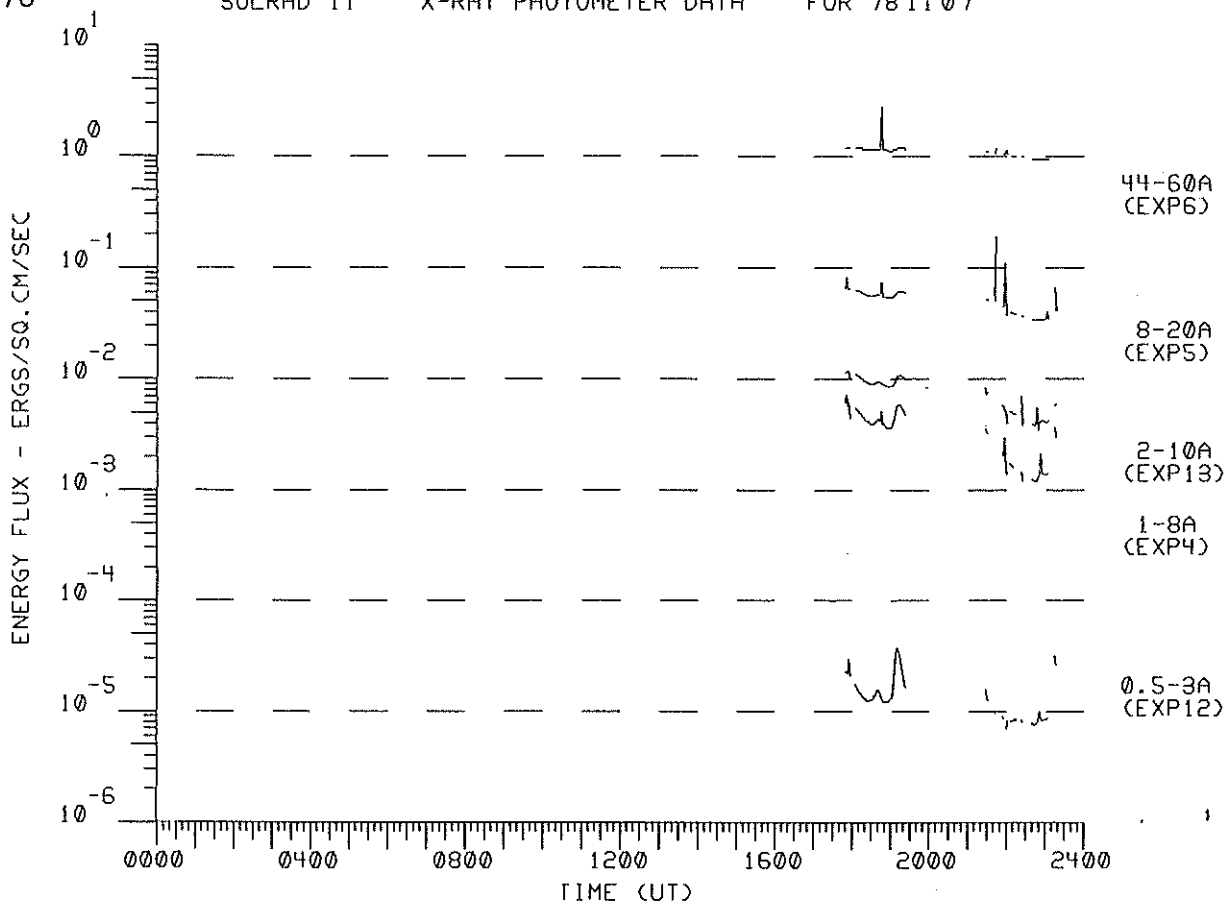 SOLRAD 11 X-RAY PHOTOMETER DATA FOR 781107
ENERGY FLUX - ERGS/SQ.CM/SEC
10^1
10^0
10^-1
10^-2
10^-3
10^-4
10^-5
10^-6
44-60A
(EXP6)
8-20A
(EXP5)
2-10A
(EXP13)
1-8A
(EXP4)
0.5-3A
(EXP12)
0000 0400 0800 1200 1600 2000 2400
TIME (UT)